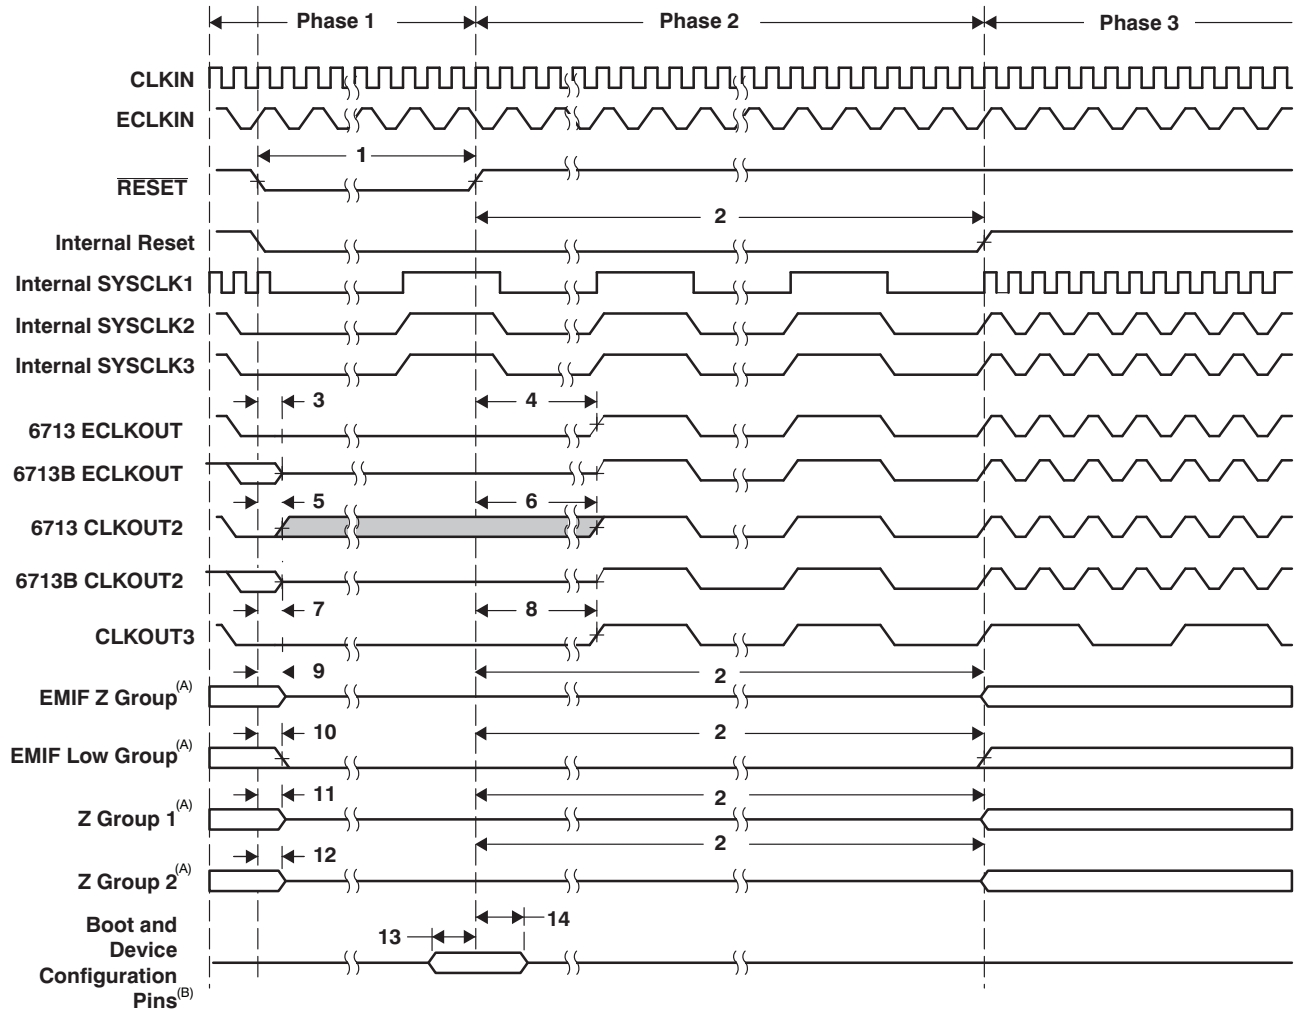 Phase 1 Phase 2 Phase 3
CLKIN
ECLKIN
1
RESET
2
Internal Reset
Internal SYSCLK1
Internal SYSCLK2
Internal SYSCLK3
3 4
6713 ECLKOUT
6713B ECLKOUT
5 6
6713 CLKOUT2
6713B CLKOUT2
7 8
CLKOUT3
9 2
EMIF Z Group(A)
10 2
EMIF Low Group(A)
11 2
Z Group 1(A)
12 2
Z Group 2(A)
14
13
Boot and
Device
Configuration
Pins(B)